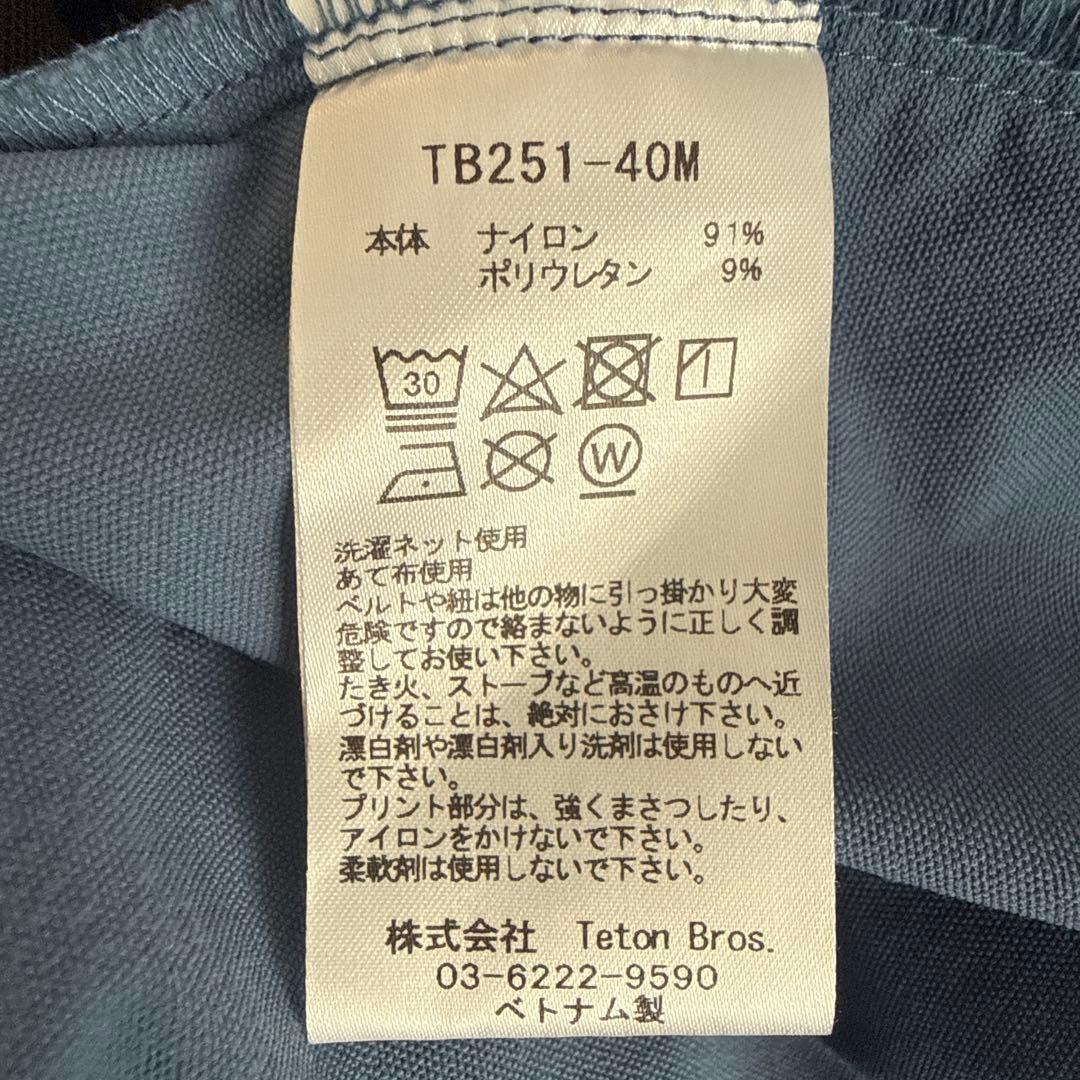 TB251-40M
本体 ナイロン 91%
ポリウレタン 9%
30
W
洗濯ネット使用
あて布使用
ベルトや紐は他の物に引っ掛かり大変
危険ですので絡まないように正しく調
整してお使い下さい。
たき火、ストーブなど高温のものへ近
づけることは、絶対におさけ下さい。
漂白剤や漂白剤入り洗剤は使用しない
で下さい。
プリント部分は、強くまさつしたり、
アイロンをかけないで下さい。
柔軟剤は使用しないで下さい。
株式会社 Teton Bros.
03-6222-9590
ベトナム製